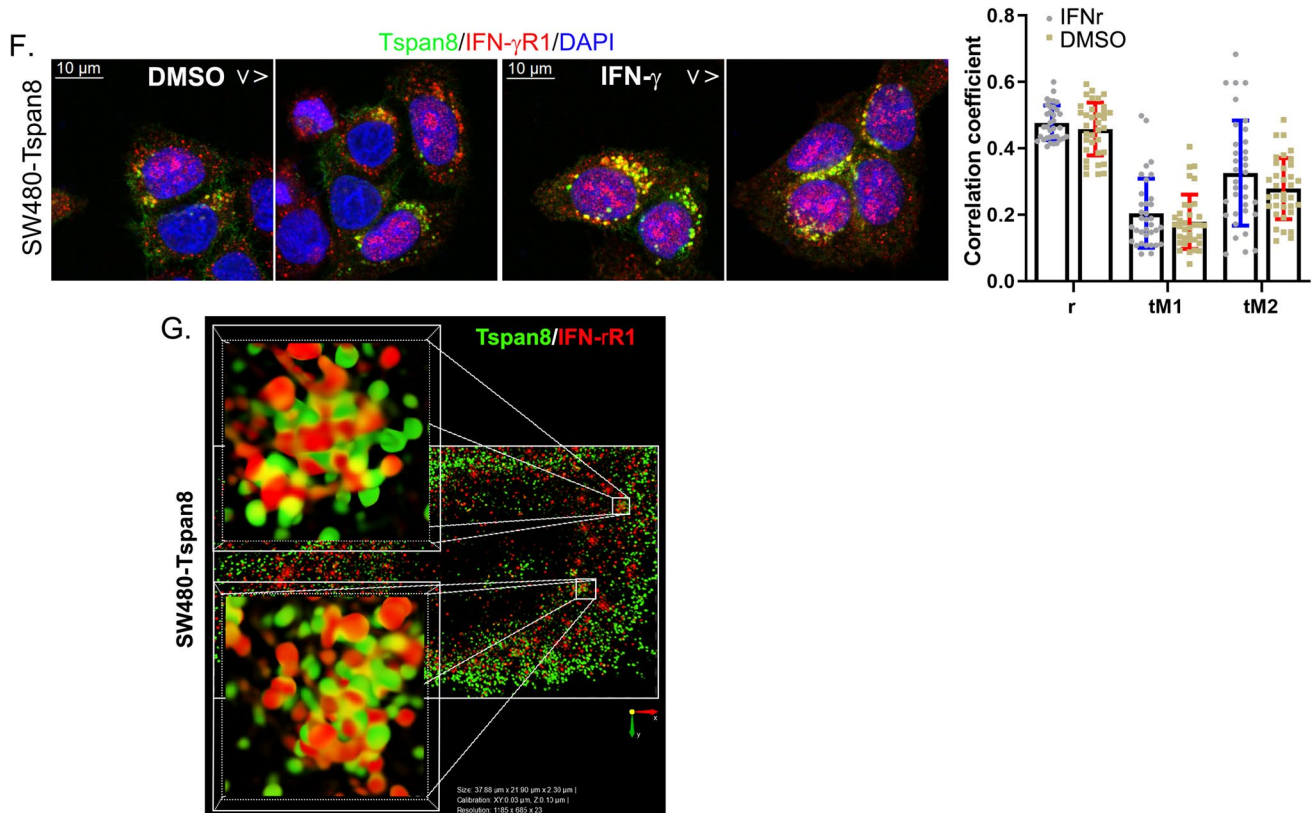 F.
Tspan8/IFN-γR1/DAPI
SW480-Tspan8
10 µm
DMSO
∨ >
10 µm
IFN-γ
∨ >
Correlation coefficient
0.8
0.6
0.4
0.2
0.0
IFNr
DMSO
r
tM1
tM2
G.
SW480-Tspan8
Tspan8/IFN-rR1
x
y
Size: 37.88 µm x 21.90 µm x 2.30 µm |
Calibration: XY:0.03 µm, Z:0.10 µm |
Resolution: 1185 x 685 x 23